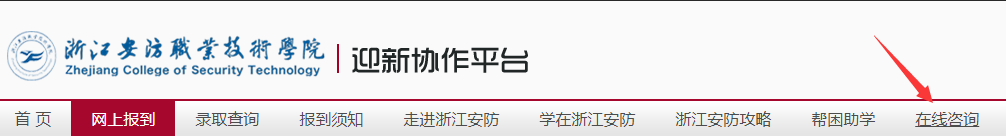 浙江安防職業技術學院
Zhejiang College of Security Technology
迎新协作平台
首 页 网上报到 录取查询 报到须知 走进浙江安防 学在浙江安防 浙江安防攻略 帮困助学 在线咨询